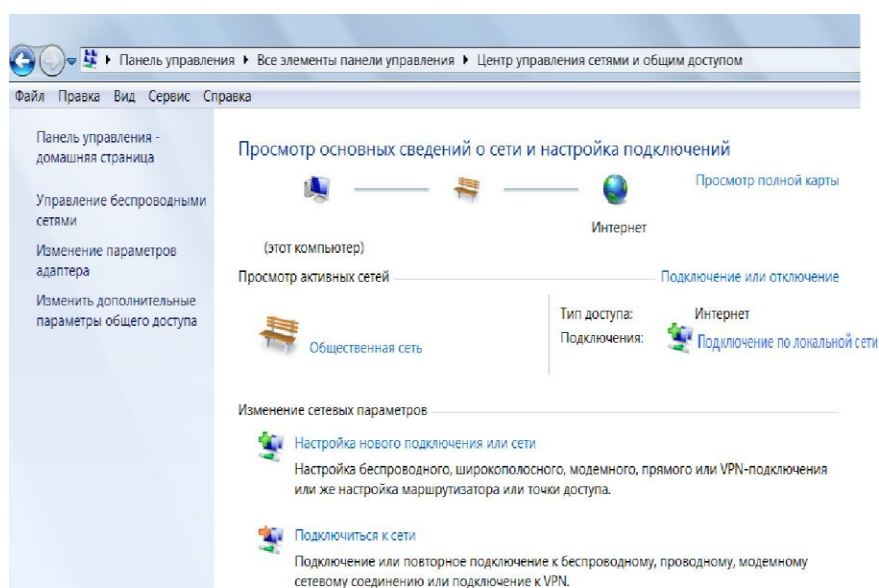 Панель управления ▸ Все элементы панели управления ▸ Центр управления сетями и общим доступом
Файл Правка Вид Сервис Справка
Панель управления -
домашняя страница
Управление беспроводными
сетями
Изменение параметров
адаптера
Изменить дополнительные
параметры общего доступа
Просмотр основных сведений о сети и настройка подключений
Просмотр полной карты
(этот компьютер)
Интернет
Просмотр активных сетей
Подключение или отключение
Общественная сеть
Тип доступа: Интернет
Подключения: Подключение по локальной сети
Изменение сетевых параметров
Настройка нового подключения или сети
Настройка беспроводного, широкополосного, модемного, прямого или VPN-подключения
или же настройка маршрутизатора или точки доступа.
Подключиться к сети
Подключение или повторное подключение к беспроводному, проводному, модемному
сетевому соединению или подключение к VPN.